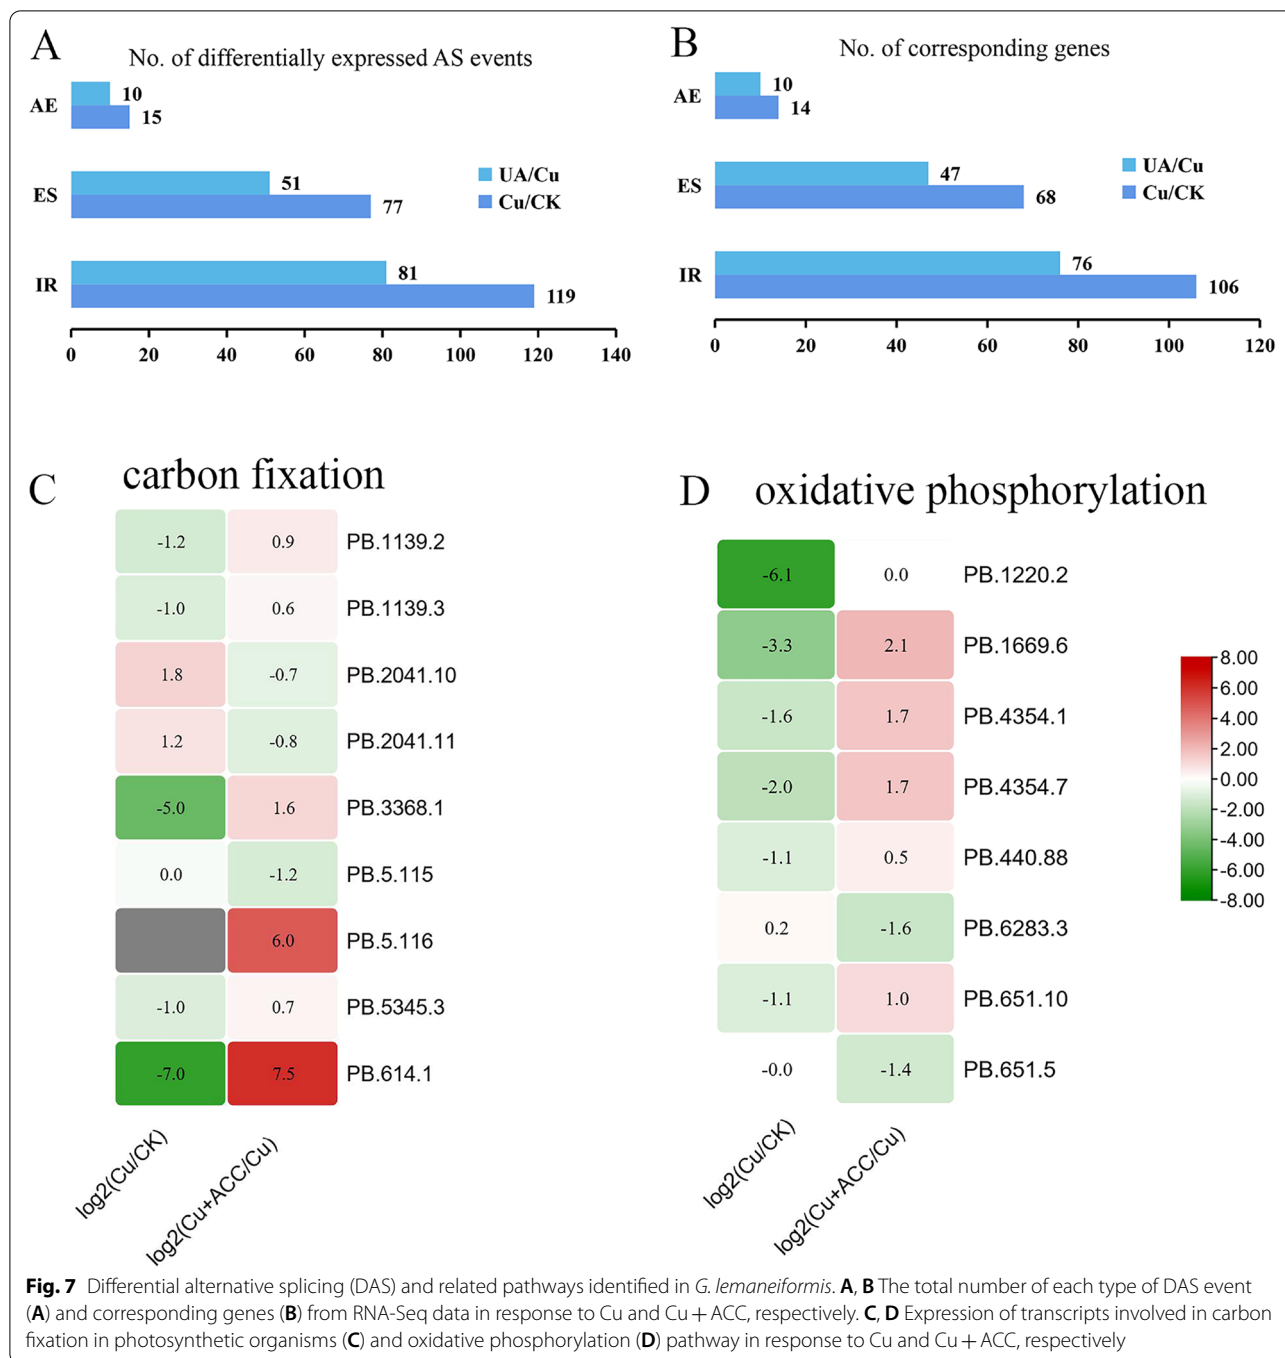 A
No. of differentially expressed AS events
AE
10
15
ES
51
77
UA/Cu
Cu/CK
IR
81
119
0 20 40 60 80 100 120 140
B
No. of corresponding genes
AE
10
14
ES
47
68
UA/Cu
Cu/CK
IR
76
106
0 20 40 60 80 100 120
C carbon fixation
-1.2 0.9 PB.1139.2
-1.0 0.6 PB.1139.3
1.8 -0.7 PB.2041.10
1.2 -0.8 PB.2041.11
-5.0 1.6 PB.3368.1
0.0 -1.2 PB.5.115
6.0 PB.5.116
-1.0 0.7 PB.5345.3
-7.0 7.5 PB.614.1
log2(Cu/CK)
log2(Cu+ACC/Cu)
D oxidative phosphorylation
-6.1 0.0 PB.1220.2
-3.3 2.1 PB.1669.6
-1.6 1.7 PB.4354.1
-2.0 1.7 PB.4354.7
-1.1 0.5 PB.440.88
0.2 -1.6 PB.6283.3
-1.1 1.0 PB.651.10
-0.0 -1.4 PB.651.5
log2(Cu/CK)
log2(Cu+ACC/Cu)
8.00
6.00
4.00
2.00
0.00
-2.00
-4.00
-6.00
-8.00
Fig. 7 Differential alternative splicing (DAS) and related pathways identified in G. lemaneiformis. A, B The total number of each type of DAS event
(A) and corresponding genes (B) from RNA-Seq data in response to Cu and Cu + ACC, respectively. C, D Expression of transcripts involved in carbon
fixation in photosynthetic organisms (C) and oxidative phosphorylation (D) pathway in response to Cu and Cu + ACC, respectively